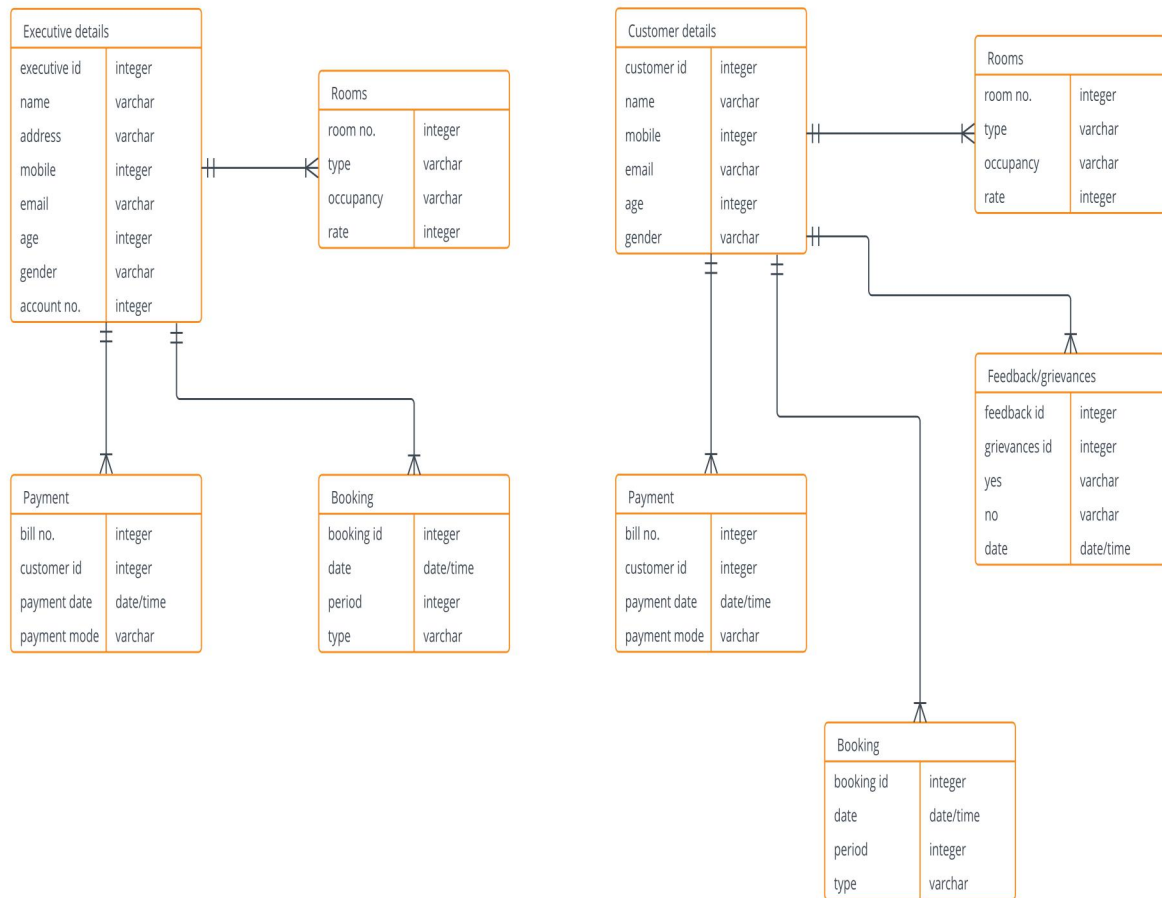 Executive details
executive id integer
name varchar
address varchar
mobile integer
email varchar
age integer
gender varchar
account no. integer
Rooms
room no. integer
type varchar
occupancy varchar
rate integer
Payment
bill no. integer
customer id integer
payment date date/time
payment mode varchar
Booking
booking id integer
date date/time
period integer
type varchar
Customer details
customer id integer
name varchar
mobile integer
email varchar
age integer
gender varchar
Rooms
room no. integer
type varchar
occupancy varchar
rate integer
Feedback/grievances
feedback id integer
grievances id integer
yes varchar
no varchar
date date/time
Payment
bill no. integer
customer id integer
payment date date/time
payment mode varchar
Booking
booking id integer
date date/time
period integer
type varchar